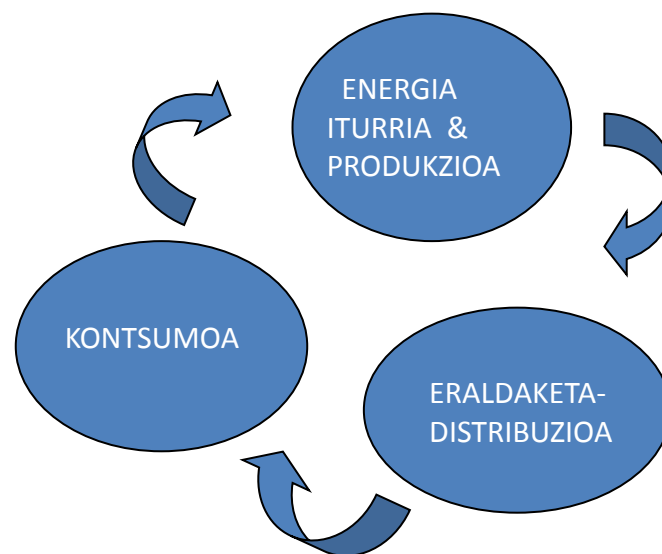 ENERGIA
ITURRIA & 
PRODUKZIOA
KONTSUMOA
ERALDAKETA-
DISTRIBUZIOA